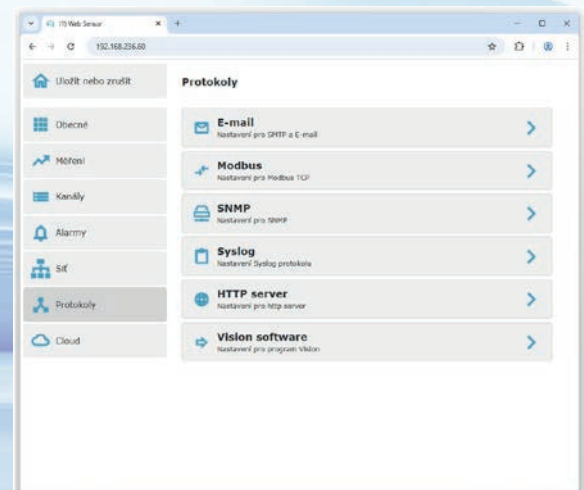 Web Sensor
192.168.236.60
Uložit nebo zrušit
Obecné
Měření
Kanály
Alarmy
Síť
Protokoly
Cloud
Protokoly
E-mail
Nastavení pro SMTP a E-mail
Modbus
Nastavení pro Modbus TCP
SNMP
Nastavení pro SNMP
Syslog
Nastavení Syslog protokolu
HTTP server
Nastavení pro http server
Vision software
Nastavení pro program Vision